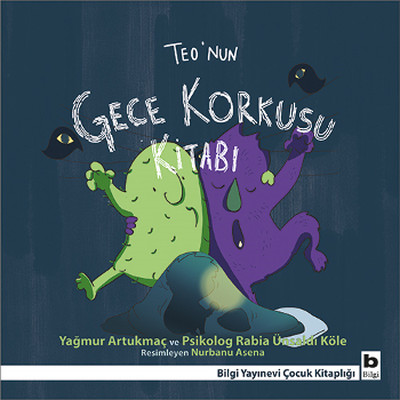 TEO'NUN
GECE KORKUSU
KİTABI
Yağmur Artukmaç ve Psikolog Rabia Ünsaldı Köle
Resimleyen Nurbanu Asena
Bilgi Yayınevi Çocuk Kitaplığı
b
Bilgi